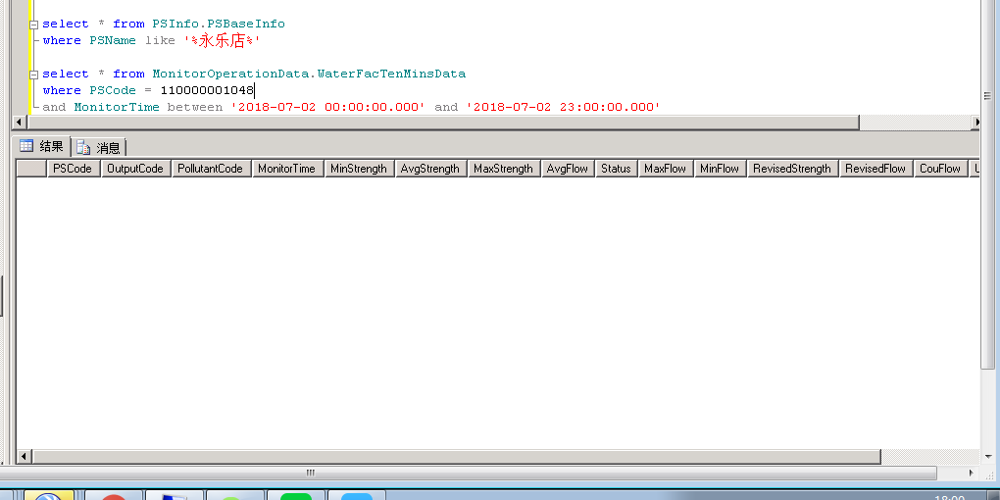 select * from PSInfo.PSBaseInfo
where PSName like '%永乐店%'
select * from MonitorOperationData.WaterFacTenMinsData
where PSCode = 110000001048
and MonitorTime between '2018-07-02 00:00:00.000' and '2018-07-02 23:00:00.000'
结果 消息
PSCode OutputCode PollutantCode MonitorTime MinStrength AvgStrength MaxStrength AvgFlow Status MaxFlow MinFlow RevisedStrength RevisedFlow CouFlow